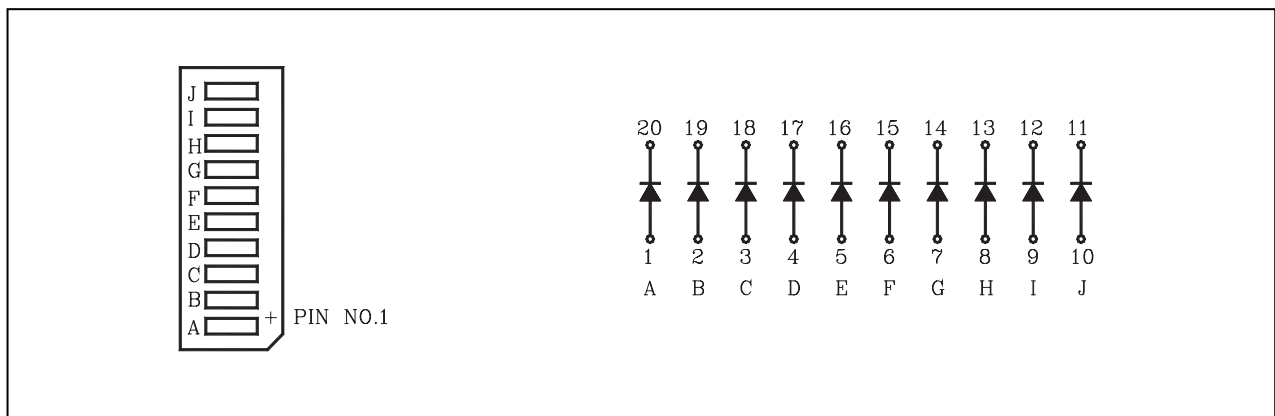 J
I
H
G
F
E
D
C
B
A + PIN NO.1
20 19 18 17 16 15 14 13 12 11
1 2 3 4 5 6 7 8 9 10
A B C D E F G H I J